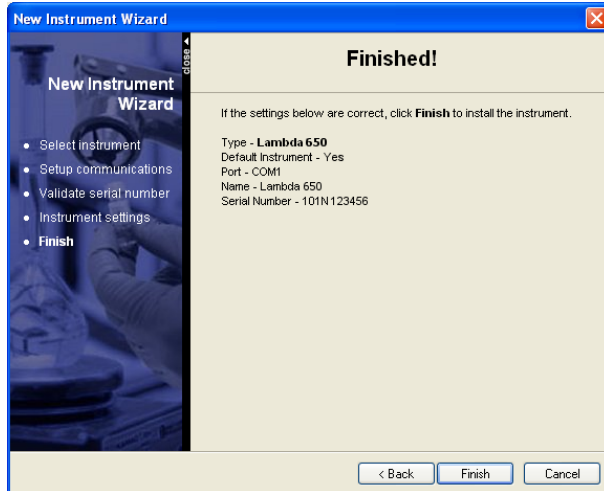 New Instrument Wizard
close
New Instrument
Wizard
Select instrument
Setup communications
Validate serial number
Instrument settings
Finish
Finished!
If the settings below are correct, click Finish to install the instrument.
Type - Lambda 650
Default Instrument - Yes
Port - COM1
Name - Lambda 650
Serial Number - 101N123456
< Back
Finish
Cancel